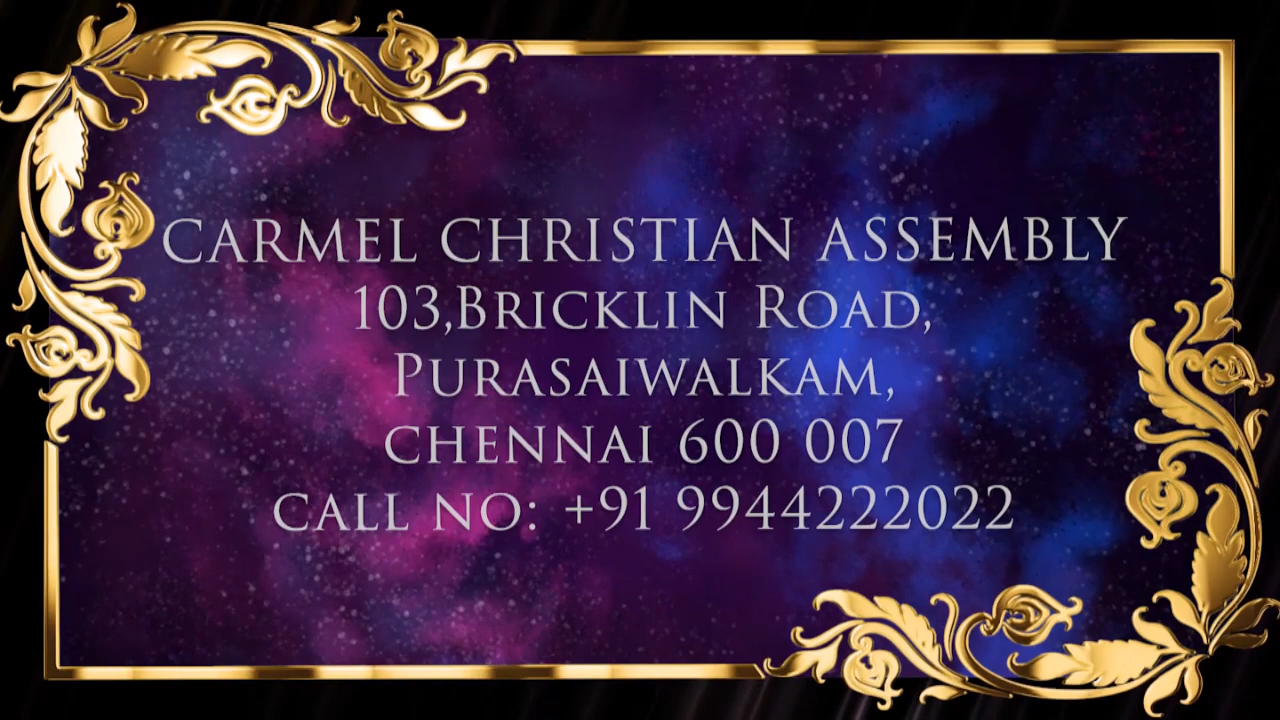 CARMEL CHRISTIAN ASSEMBLY
103,BRICKLIN ROAD,
PURASAIWALKAM,
CHENNAI 600 007
CALL NO: +91 9944222022